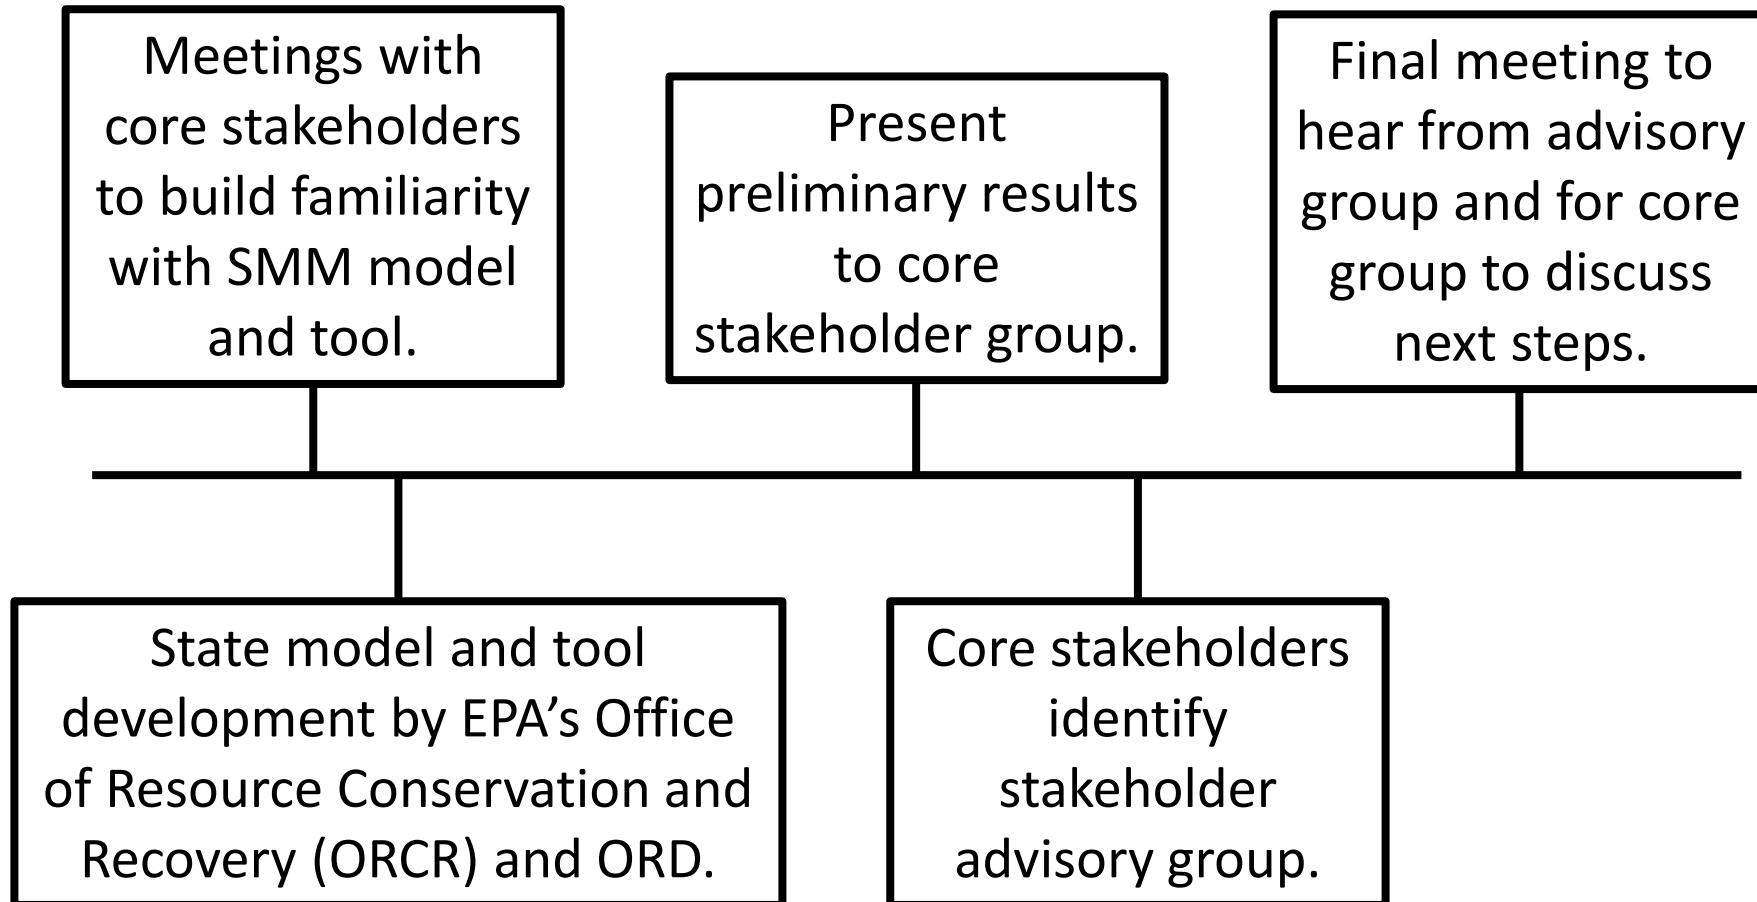 Meetings with
core stakeholders
to build familiarity
with SMM model
and tool.
Present
preliminary results
to core
stakeholder group.
Final meeting to
hear from advisory
group and for core
group to discuss
next steps.
State model and tool
development by EPA’s Office
of Resource Conservation and
Recovery (ORCR) and ORD.
Core stakeholders
identify
stakeholder
advisory group.